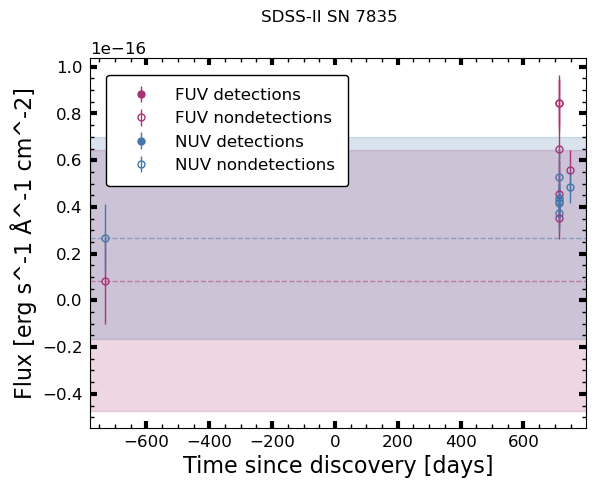 SDSS-II SN 7835
1e−16
FUV detections
FUV nondetections
NUV detections
NUV nondetections
1.0
0.8
0.6
0.4
0.2
0.0
−0.2
−0.4
Flux [erg s^-1 Å^-1 cm^-2]
−600 −400 −200 0 200 400 600
Time since discovery [days]